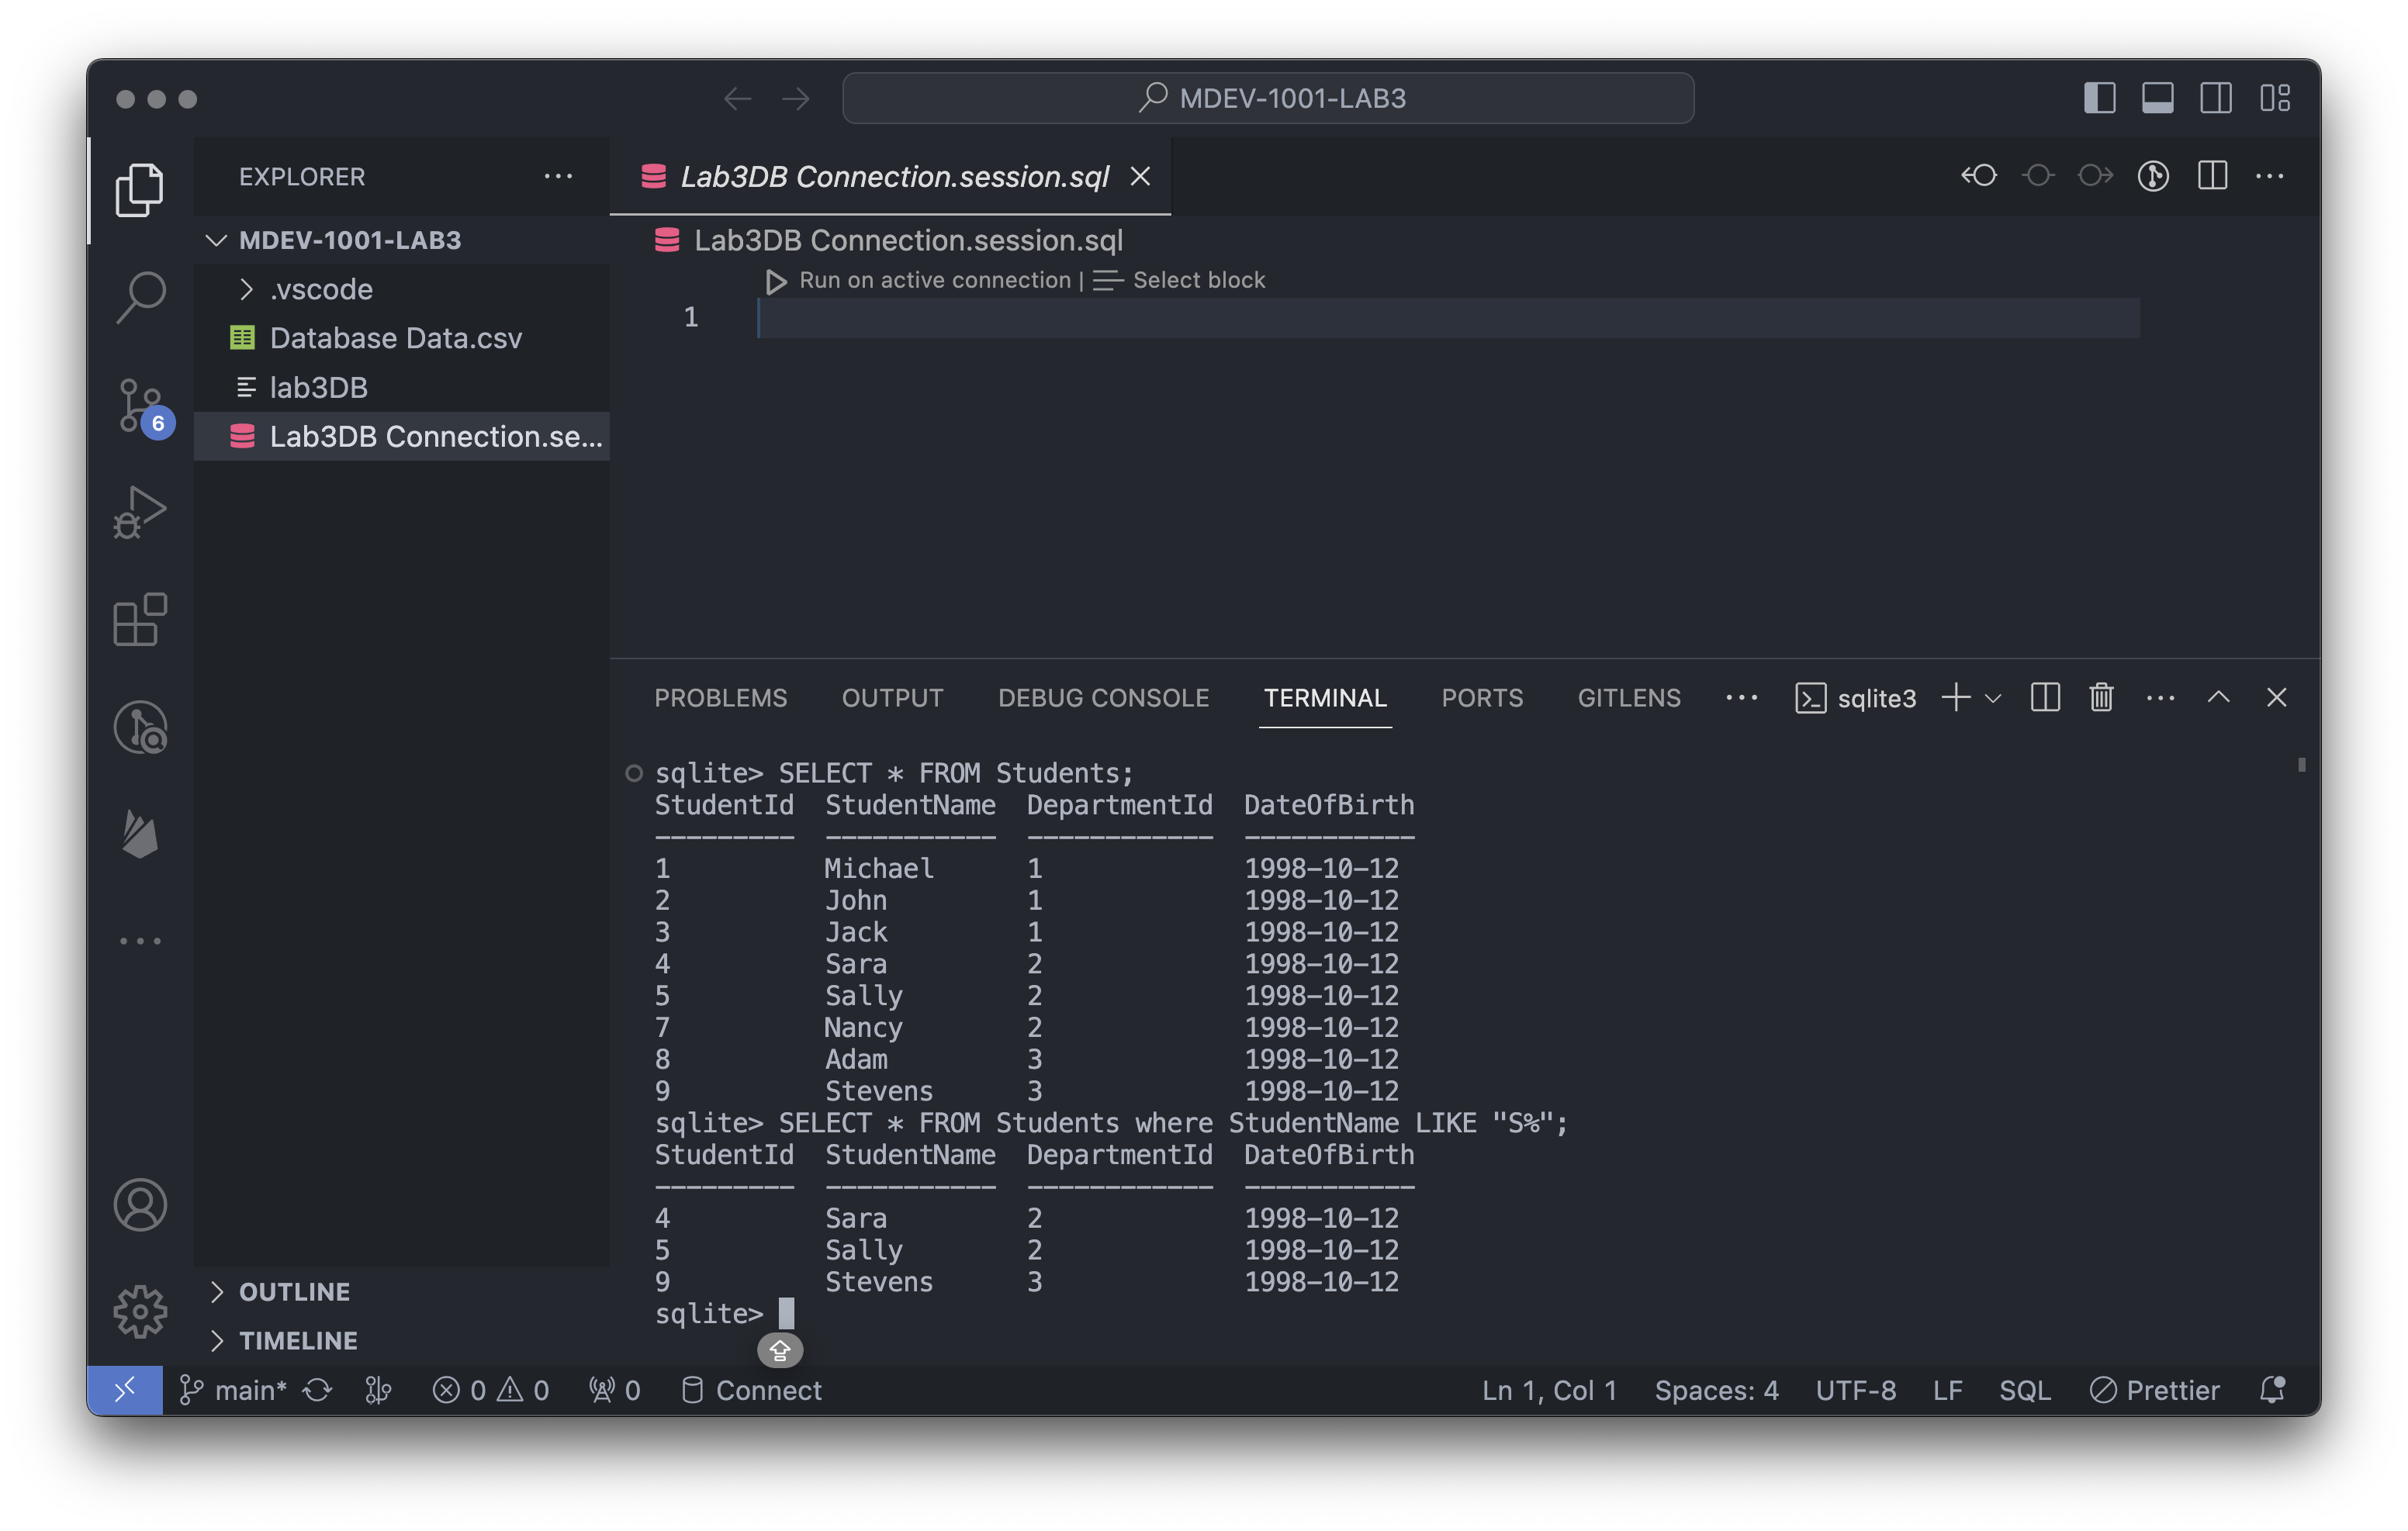 MDEV-1001-LAB3
EXPLORER
MDEV-1001-LAB3
.vscode
Database Data.csv
lab3DB
Lab3DB Connection.se...
OUTLINE
TIMELINE
Lab3DB Connection.session.sql
Lab3DB Connection.session.sql
Run on active connection | Select block
1
6
PROBLEMS OUTPUT DEBUG CONSOLE TERMINAL PORTS GITLENS ... sqlite3
sqlite> SELECT * FROM Students;
StudentId StudentName DepartmentId DateOfBirth
--------- ----------- ------------ -----------
1 Michael 1 1998-10-12
2 John 1 1998-10-12
3 Jack 1 1998-10-12
4 Sara 2 1998-10-12
5 Sally 2 1998-10-12
7 Nancy 2 1998-10-12
8 Adam 3 1998-10-12
9 Stevens 3 1998-10-12
sqlite> SELECT * FROM Students where StudentName LIKE "S%";
StudentId StudentName DepartmentId DateOfBirth
--------- ----------- ------------ -----------
4 Sara 2 1998-10-12
5 Sally 2 1998-10-12
9 Stevens 3 1998-10-12
sqlite>
main* 0 0 0 Connect Ln 1, Col 1 Spaces: 4 UTF-8 LF SQL Prettier